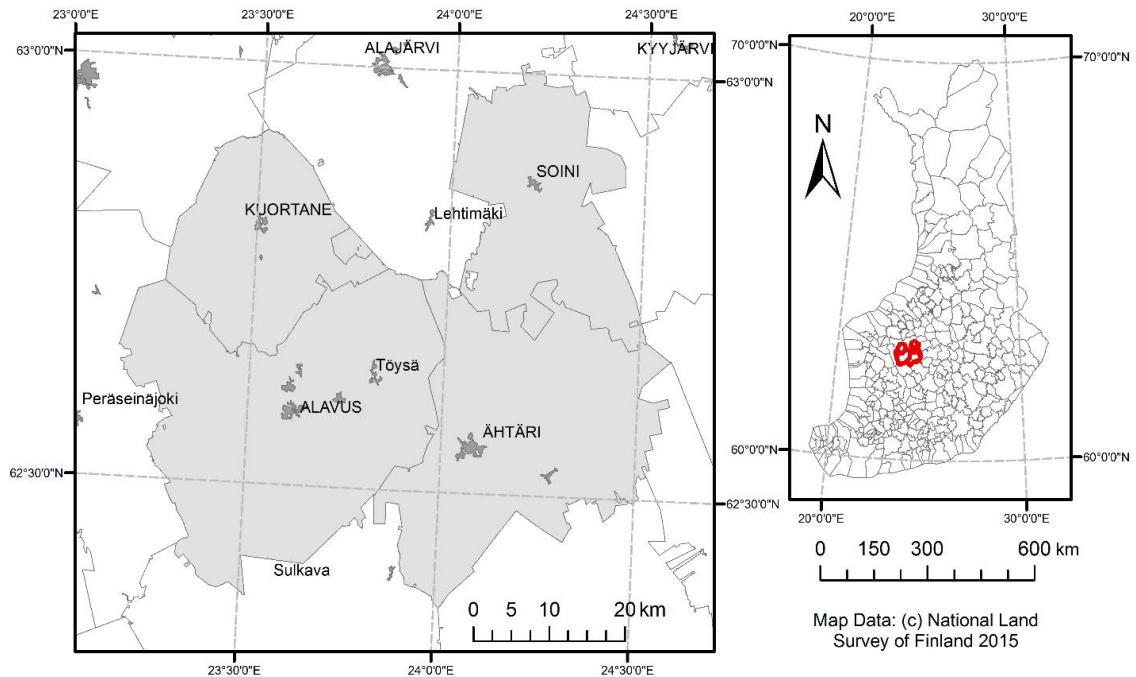 23°0'0"E
23°30'0"E
24°0'0"E
24°30'0"E
63°0'0"N
ALAJÄRVI
KYYJÄRVI
63°0'0"N
SOINI
KUORTANE
Lehtimäki
Töysä
Peräseinäjoki
ALAVUS
ÄHTÄRI
62°30'0"N
62°30'0"N
Sulkava
0 5 10 20 km
23°30'0"E
24°0'0"E
24°30'0"E
20°0'0"E
30°0'0"E
70°0'0"N
70°0'0"N
N
60°0'0"N
60°0'0"N
20°0'0"E
30°0'0"E
0 150 300 600 km
Map Data: (c) National Land
Survey of Finland 2015